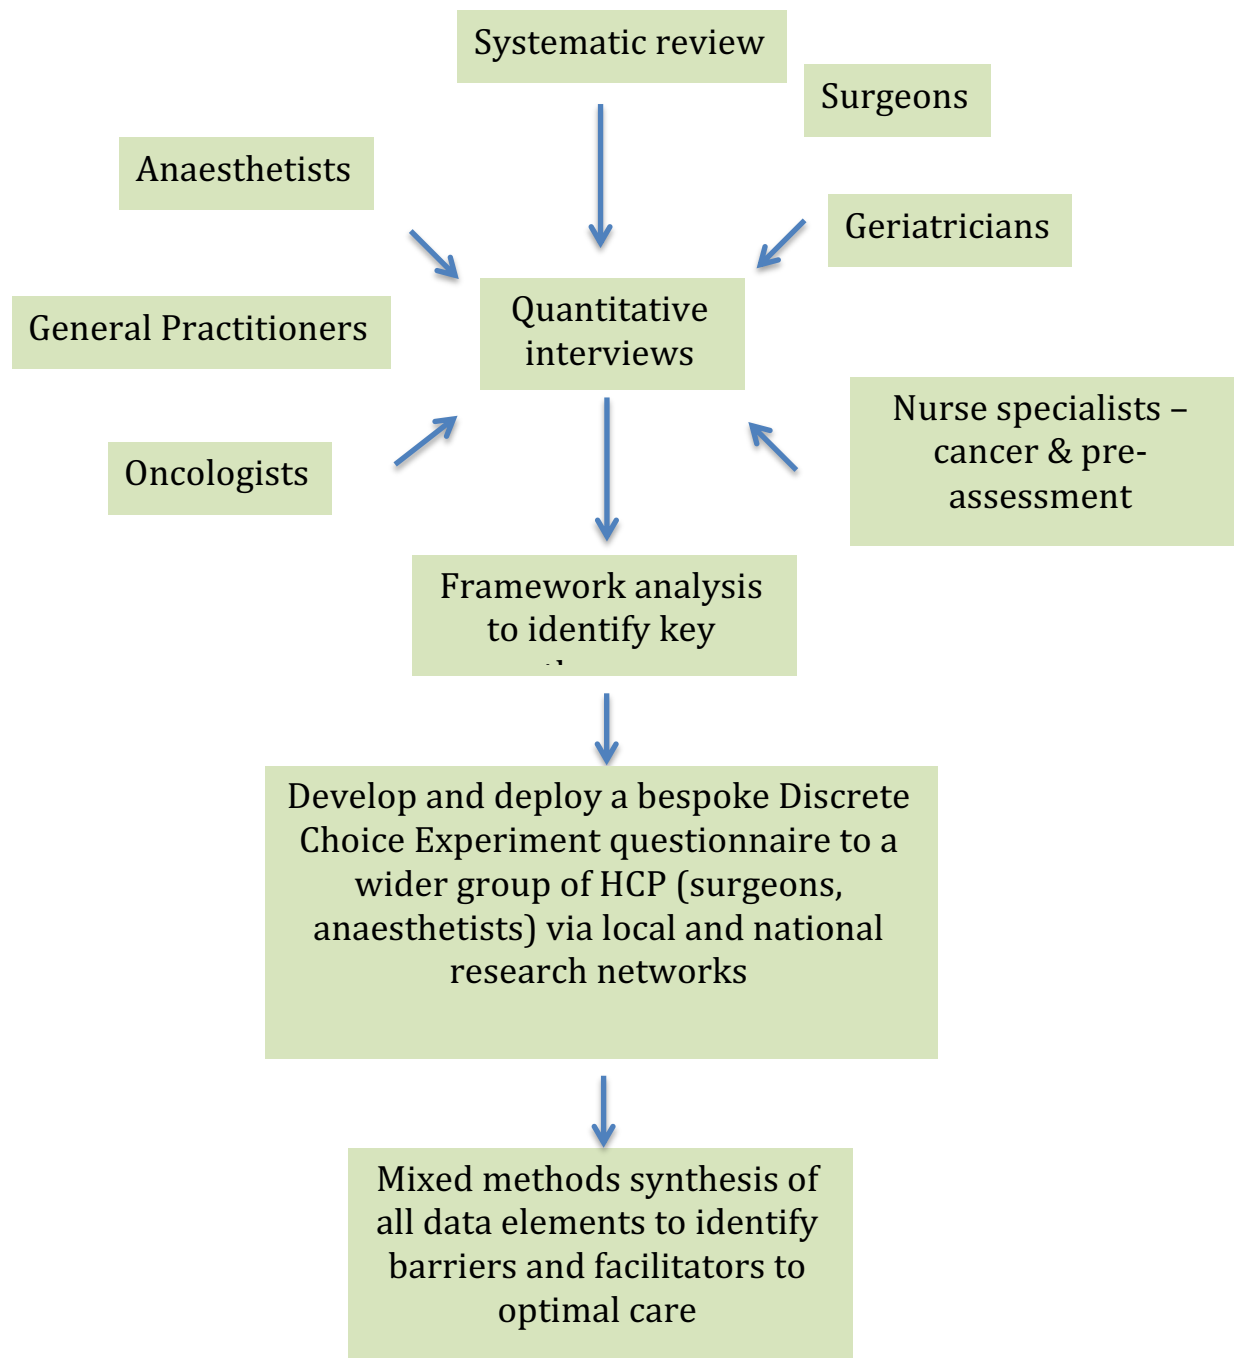 Systematic review
Surgeons
Anaesthetists
Geriatricians
General Practitioners
Quantitative
interviews
Nurse specialists –
cancer & pre-
assessment
Oncologists
Framework analysis
to identify key
Develop and deploy a bespoke Discrete
Choice Experiment questionnaire to a
wider group of HCP (surgeons,
anaesthetists) via local and national
research networks
Mixed methods synthesis of
all data elements to identify
barriers and facilitators to
optimal care